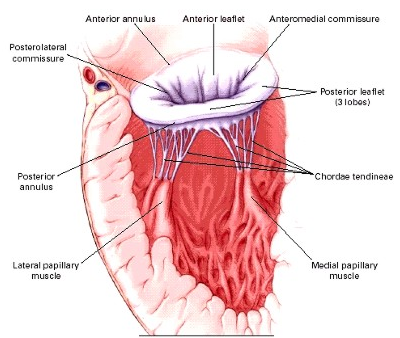 Anterior annulus
Anterior leaflet
Anteromedial commissure
Posterolateral
commissure
Posterior leaflet
(3 lobes)
Posterior
annulus
Chordae tendineae
Lateral papillary
muscle
Medial papillary
muscle